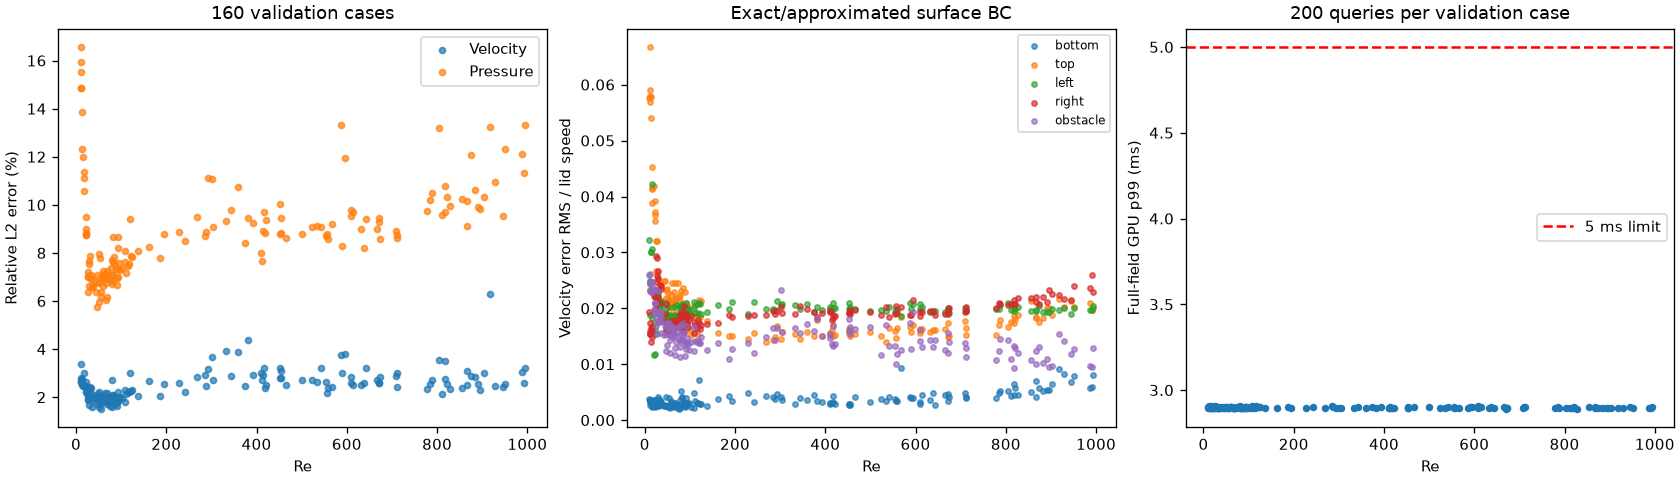 160 validation cases
Relative L2 error (%)
16
14
12
10
8
6
4
2
Velocity
Pressure
0
200
400
600
800
1000
Re
Exact/approximated surface BC
Velocity error RMS / lid speed
0.06
0.05
0.04
0.03
0.02
0.01
0.00
bottom
top
left
right
obstacle
0
200
400
600
800
1000
Re
200 queries per validation case
Full-field GPU p99 (ms)
5.0
4.5
4.0
3.5
3.0
5 ms limit
0
200
400
600
800
1000
Re